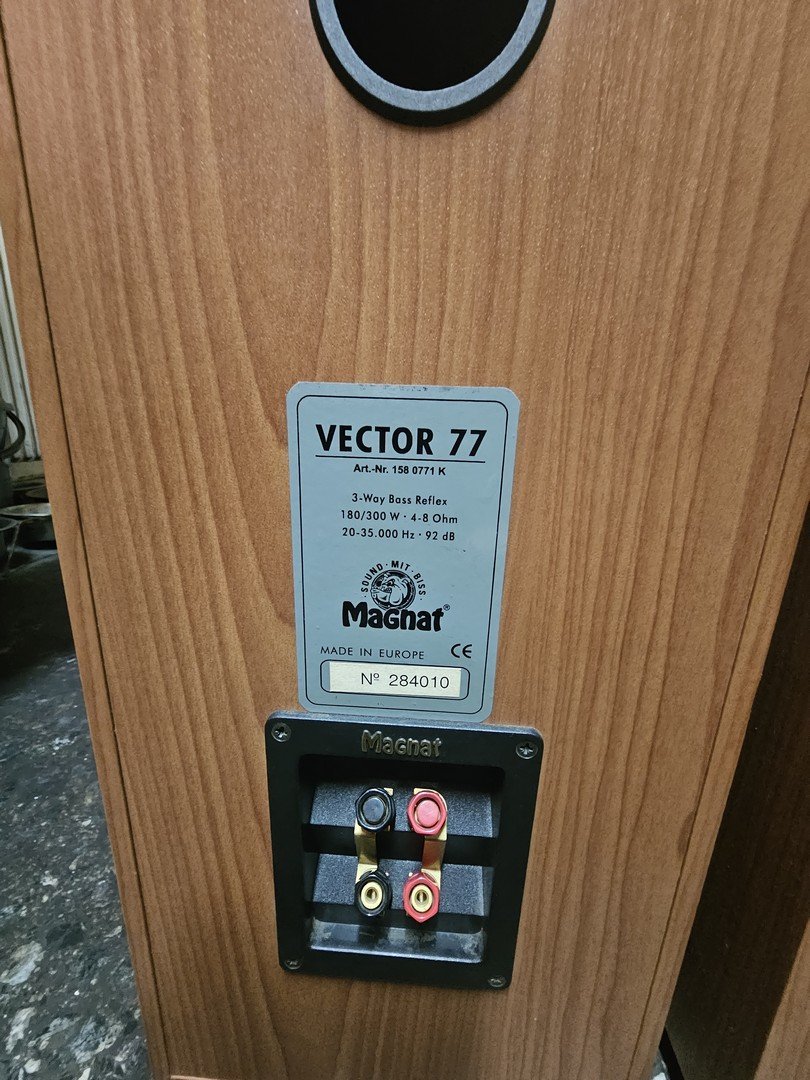 VECTOR 77
Art.-Nr. 158 0771 K
3-Way Bass Reflex
180/300 W · 4-8 Ohm
20-35.000 Hz · 92 dB
· SOUND · MIT · BISS ·
Magnat®
MADE IN EUROPE CE
Nº 284010
Magnat